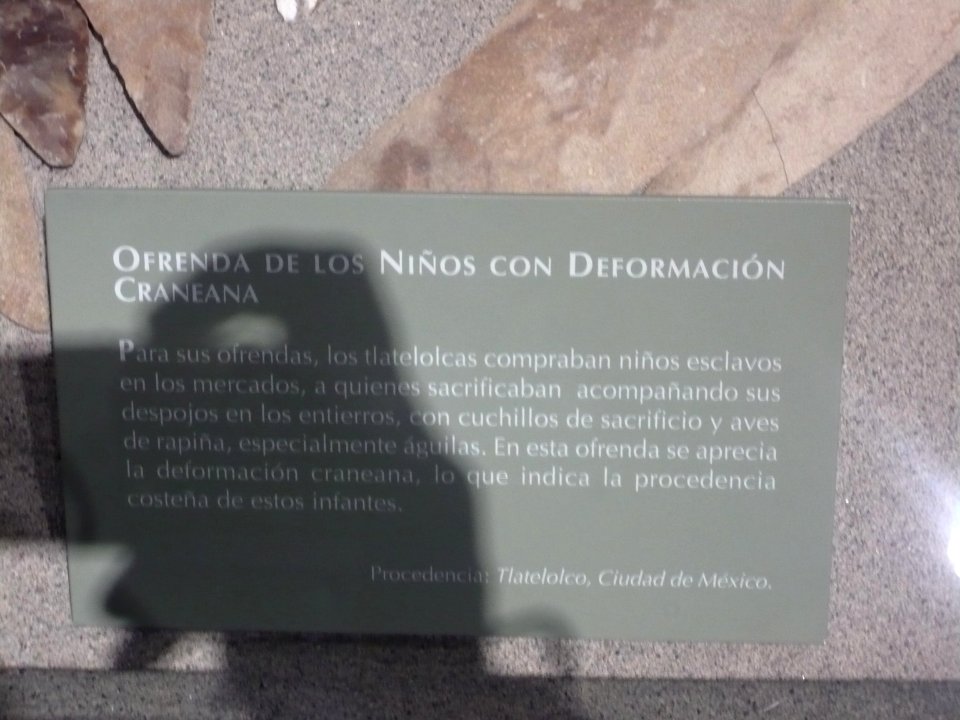 OFRENDA DE LOS NIÑOS CON DEFORMACIÓN
CRANEANA
Para sus ofrendas, los tlatelolcas compraban niños esclavos
en los mercados, a quienes sacrificaban acompañando sus
despojos en los entierros, con cuchillos de sacrificio y aves
de rapiña, especialmente águilas. En esta ofrenda se aprecia
la deformación craneana, lo que indica la procedencia
costeña de estos infantes.
Procedencia: Tlatelolco, Ciudad de México.